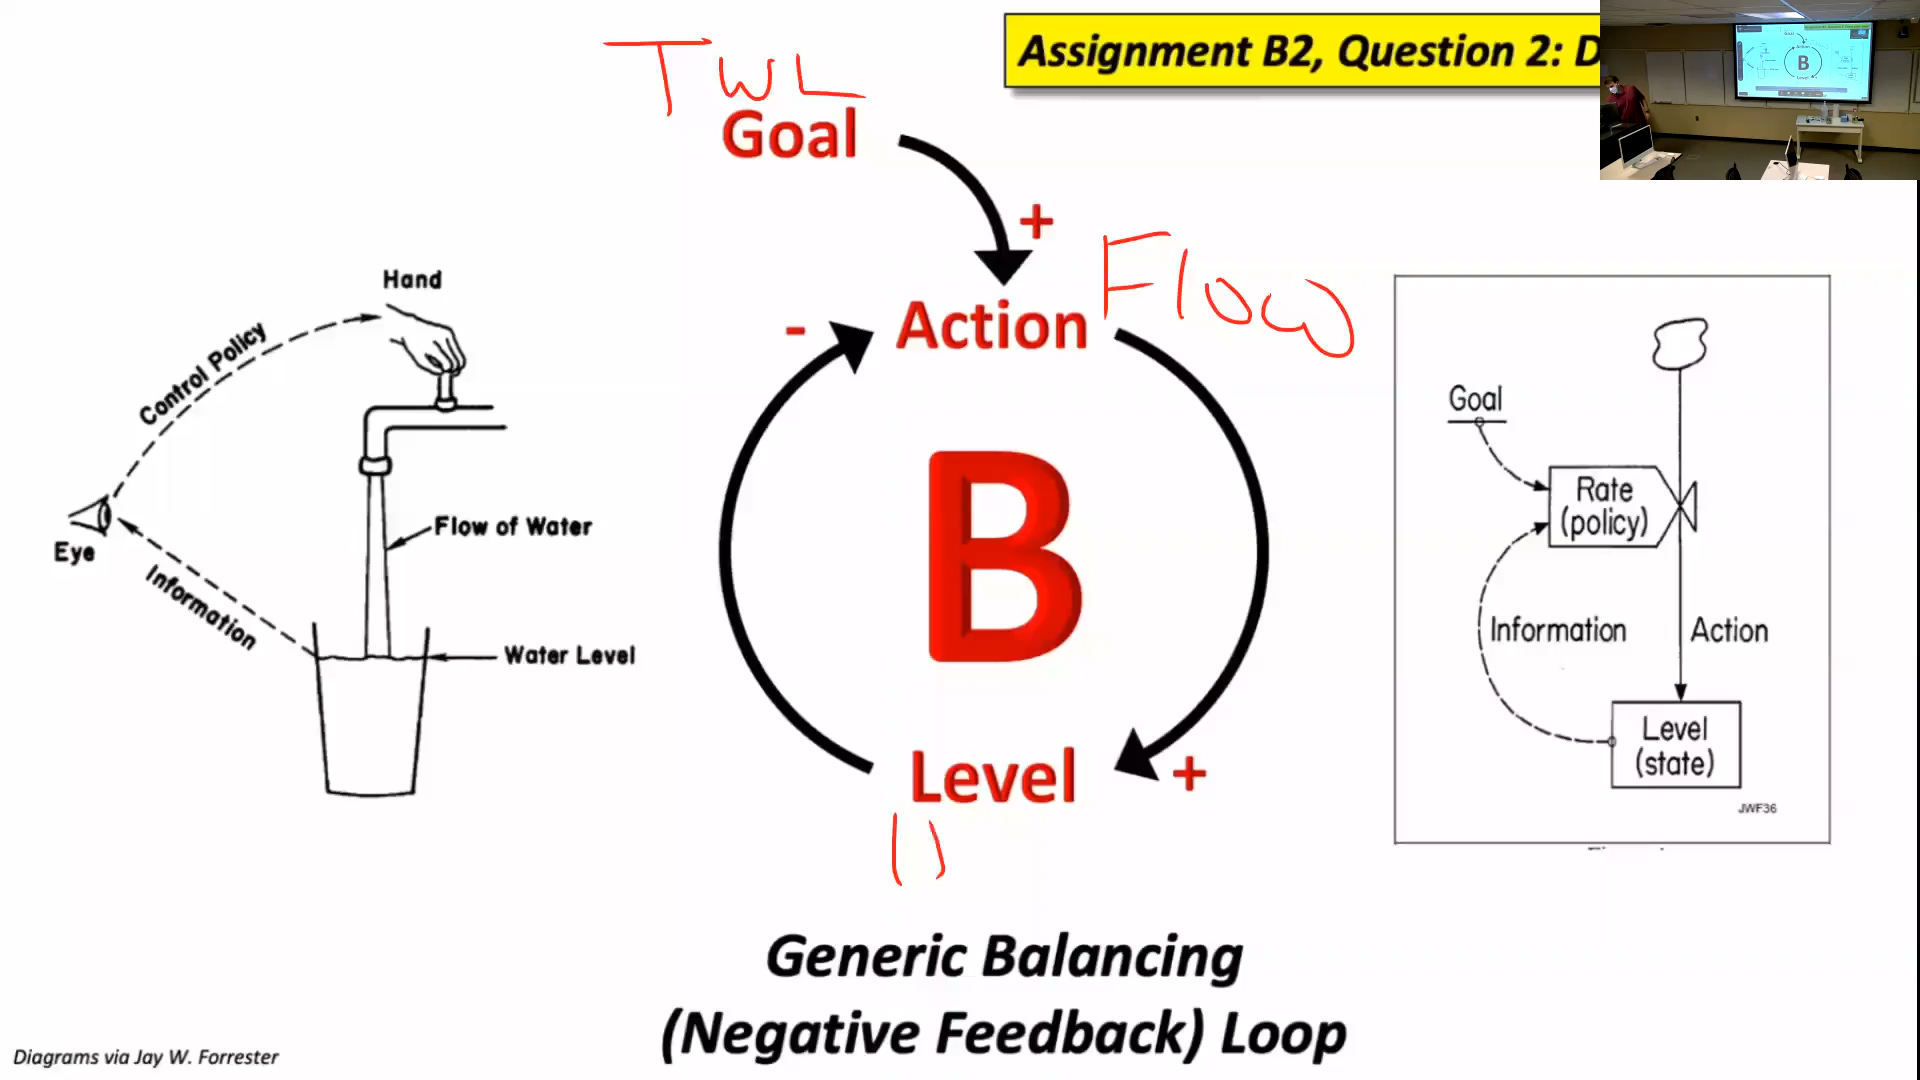 Assignment B2, Question 2: D
TWL
Goal
+
Action
Flow
-
B
Level
+
Hand
Control Policy
Eye
Information
Flow of Water
Water Level
Goal
Rate
(policy)
Information
Action
Level
(state)
JWF36
Generic Balancing
(Negative Feedback) Loop
Diagrams via Jay W. Forrester